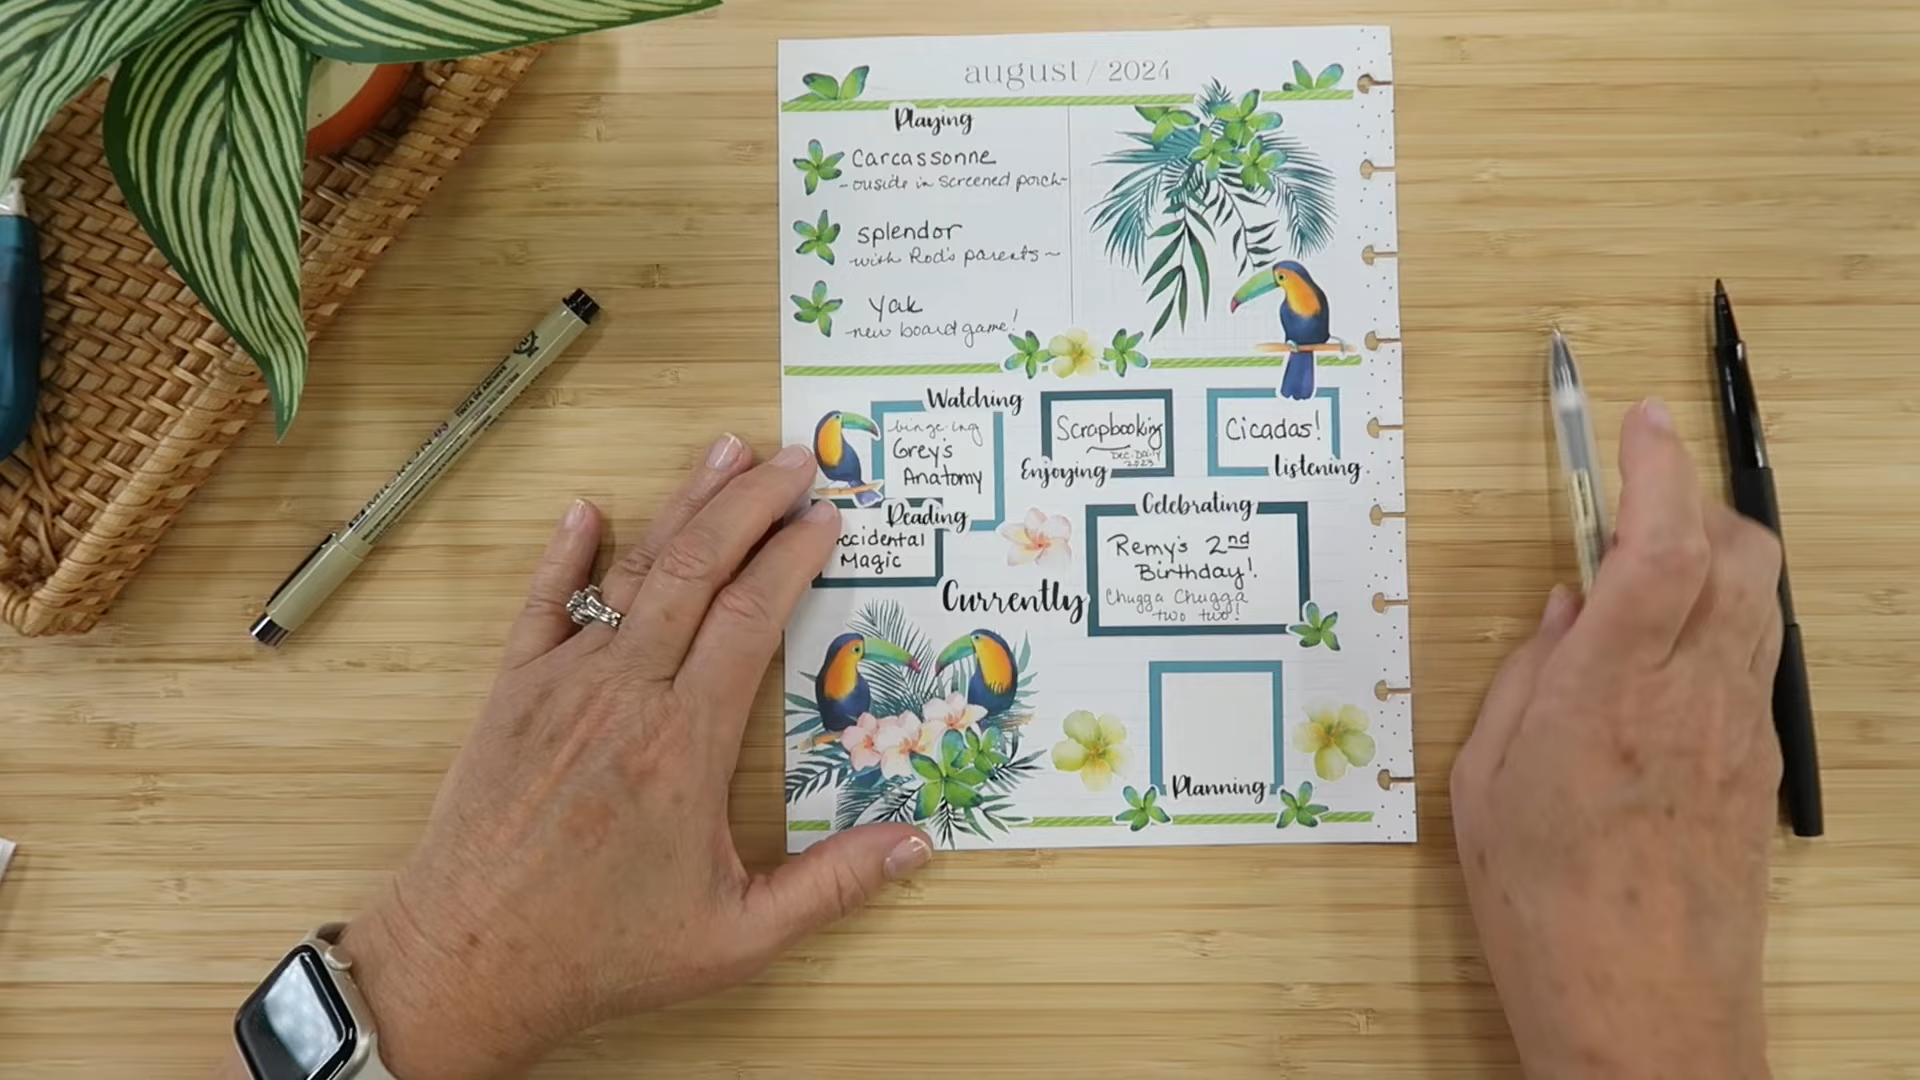 august / 2024
Playing
Carcassonne
- ouside in screened porch-
splendor
-with Rod's parents~
Yak
-new board game!
Watching
binge-ing
Grey's
Anatomy
Scrapbooking
Dec. Daily
2023
Enjoying
Cicadas!
Listening
Reading
ccidental
Magic
Celebrating
Remy's 2nd
Birthday!
Chugga Chugga
two two!
Currently
Planning
MICRON